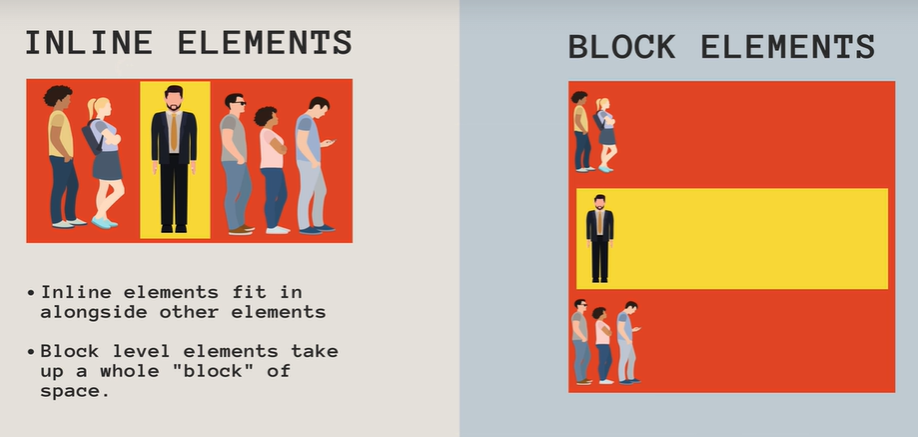 INLINE ELEMENTS
• Inline elements fit in
alongside other elements
• Block level elements take
up a whole "block" of
space.
BLOCK ELEMENTS